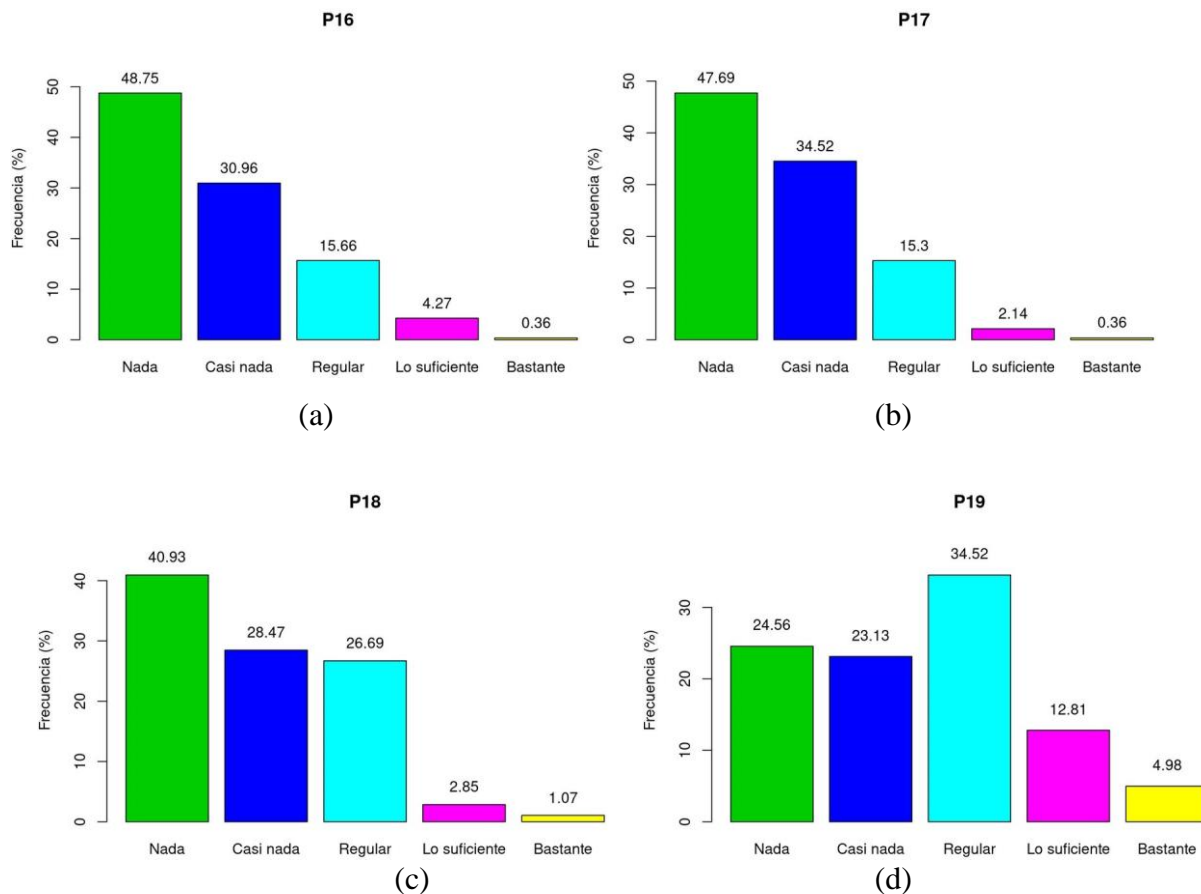 P16
48.75
30.96
15.66
4.27
0.36
Frecuencia (%)
0
10
20
30
40
50
Nada Casi nada Regular Lo suficiente Bastante
(a)
P17
47.69
34.52
15.3
2.14
0.36
Frecuencia (%)
0
10
20
30
40
50
Nada Casi nada Regular Lo suficiente Bastante
(b)
P18
40.93
28.47
26.69
2.85
1.07
Frecuencia (%)
0
10
20
30
40
Nada Casi nada Regular Lo suficiente Bastante
(c)
P19
24.56
23.13
34.52
12.81
4.98
Frecuencia (%)
0
10
20
30
Nada Casi nada Regular Lo suficiente Bastante
(d)